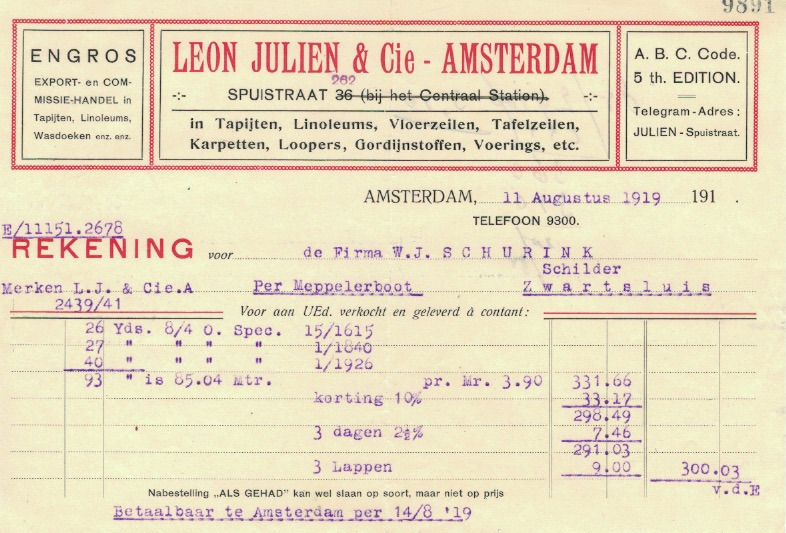 9891
ENGROS
EXPORT- en COM-
MISSIE-HANDEL in
Tapijten, Linoleums,
Wasdoeken enz. enz.
LEON JULIEN & Cie - AMSTERDAM
262
-:- SPUISTRAAT 36 (bij het Centraal Station). -:-
in Tapijten, Linoleums, Vloerzeilen, Tafelzeilen,
Karpetten, Loopers, Gordijnstoffen, Voerings, etc.
A. B. C. Code.
5 th. EDITION.
Telegram-Adres:
JULIEN - Spuistraat.
AMSTERDAM, 11 Augustus 1919 191 .
TELEFOON 9300.
E/11151.2678
REKENING voor de Firma W.J. SCHURINK
Schilder
Merken L.J. & Cie.A Per Meppelerboot Zwartsluis
2439/41
Voor aan UEd. verkocht en geleverd à contant:
26 Yds. 8/4 O. Spec. 15/1615
27 " " " " 1/1840
40 " " " " 1/1926
93 " is 85.04 Mtr. pr. Mr. 3.90 331.66
korting 10% 33.17
298.49
3 dagen 2½% 7.46
291.03
3 Lappen 9.00 300.03
v.d.E
Nabestelling „ALS GEHAD" kan wel slaan op soort, maar niet op prijs
Betaalbaar te Amsterdam per 14/8 '19